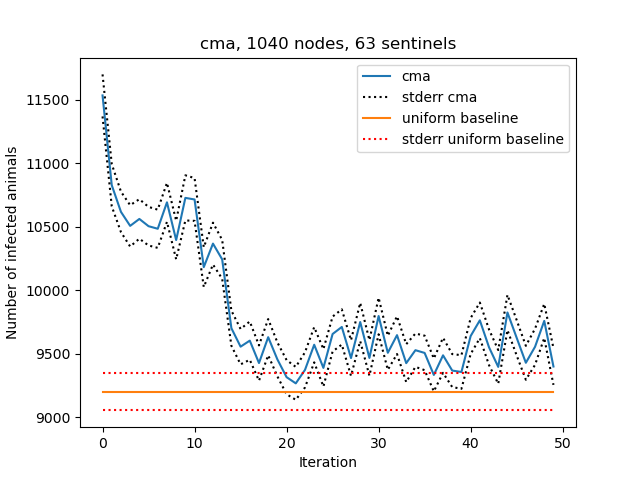 cma, 1040 nodes, 63 sentinels
Number of infected animals
11500
11000
10500
10000
9500
9000
cma
stderr cma
uniform baseline
stderr uniform baseline
0 10 20 30 40 50
Iteration